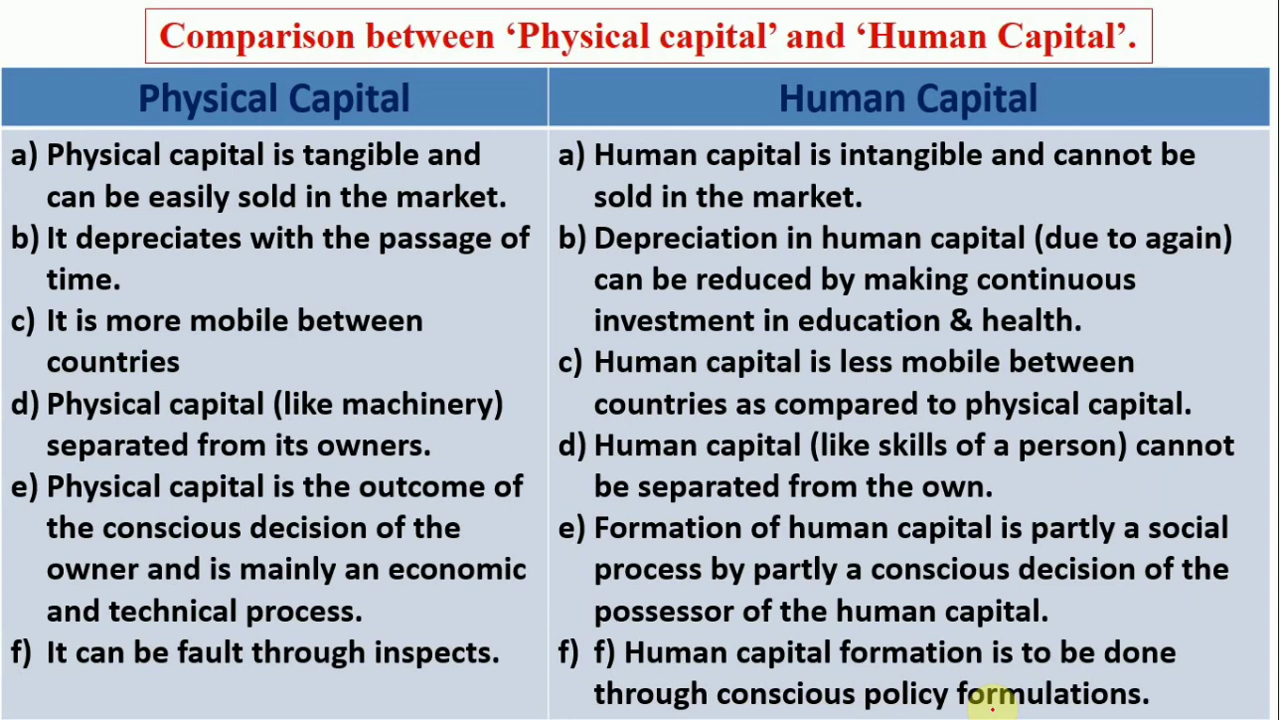 Comparison between ‘Physical capital’ and ‘Human Capital’.
Physical Capital
a) Physical capital is tangible and
can be easily sold in the market.
b) It depreciates with the passage of
time.
c) It is more mobile between
countries
d) Physical capital (like machinery)
separated from its owners.
e) Physical capital is the outcome of
the conscious decision of the
owner and is mainly an economic
and technical process.
f) It can be fault through inspects.
Human Capital
a) Human capital is intangible and cannot be
sold in the market.
b) Depreciation in human capital (due to again)
can be reduced by making continuous
investment in education & health.
c) Human capital is less mobile between
countries as compared to physical capital.
d) Human capital (like skills of a person) cannot
be separated from the own.
e) Formation of human capital is partly a social
process by partly a conscious decision of the
possessor of the human capital.
f) f) Human capital formation is to be done
through conscious policy formulations.